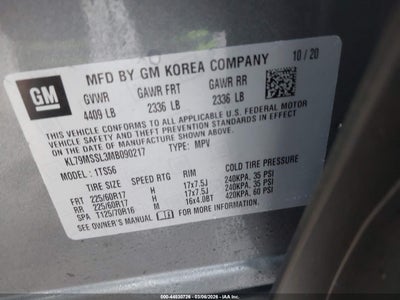 GM
MFD BY GM KOREA COMPANY
10 / 20
GVWR GAWR FRT GAWR RR
4409 LB 2336 LB 2336 LB
THIS VEHICLE CONFORMS TO ALL APPLICABLE U.S. FEDERAL MOTOR
VEHICLE SAFETY AND THEFT PREVENTION STANDARDS IN EFFECT
ON THE DATE OF MANUFACTURE SHOWN ABOVE.
KL79MSSL3MB090217 TYPE: MPV
MODEL : 1TS56
TIRE SIZE SPEED RTG RIM COLD TIRE PRESSURE
FRT 225/60R17 H 17x7.5J 240KPA. 35 PSI
RR 225/60R17 H 17x7.5J 240KPA. 35 PSI
SPA T125/70R16 M 16x4.0BT 420KPA. 60 PSI
SEE OWNER'S MANUAL FOR ADDITIONAL INFORMATION.
000-44930726 - 03/06/2026 - IAA Inc.